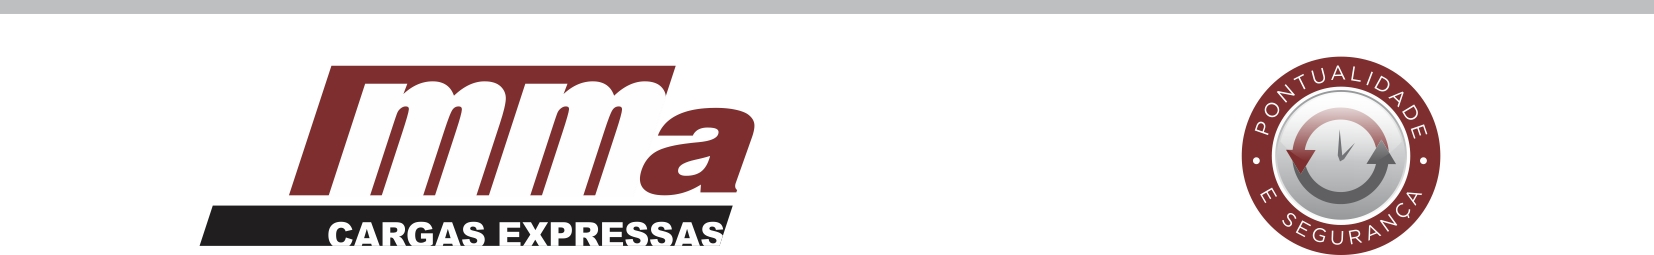 mma
CARGAS EXPRESSAS
PONTUALIDADE
E SEGURANÇA